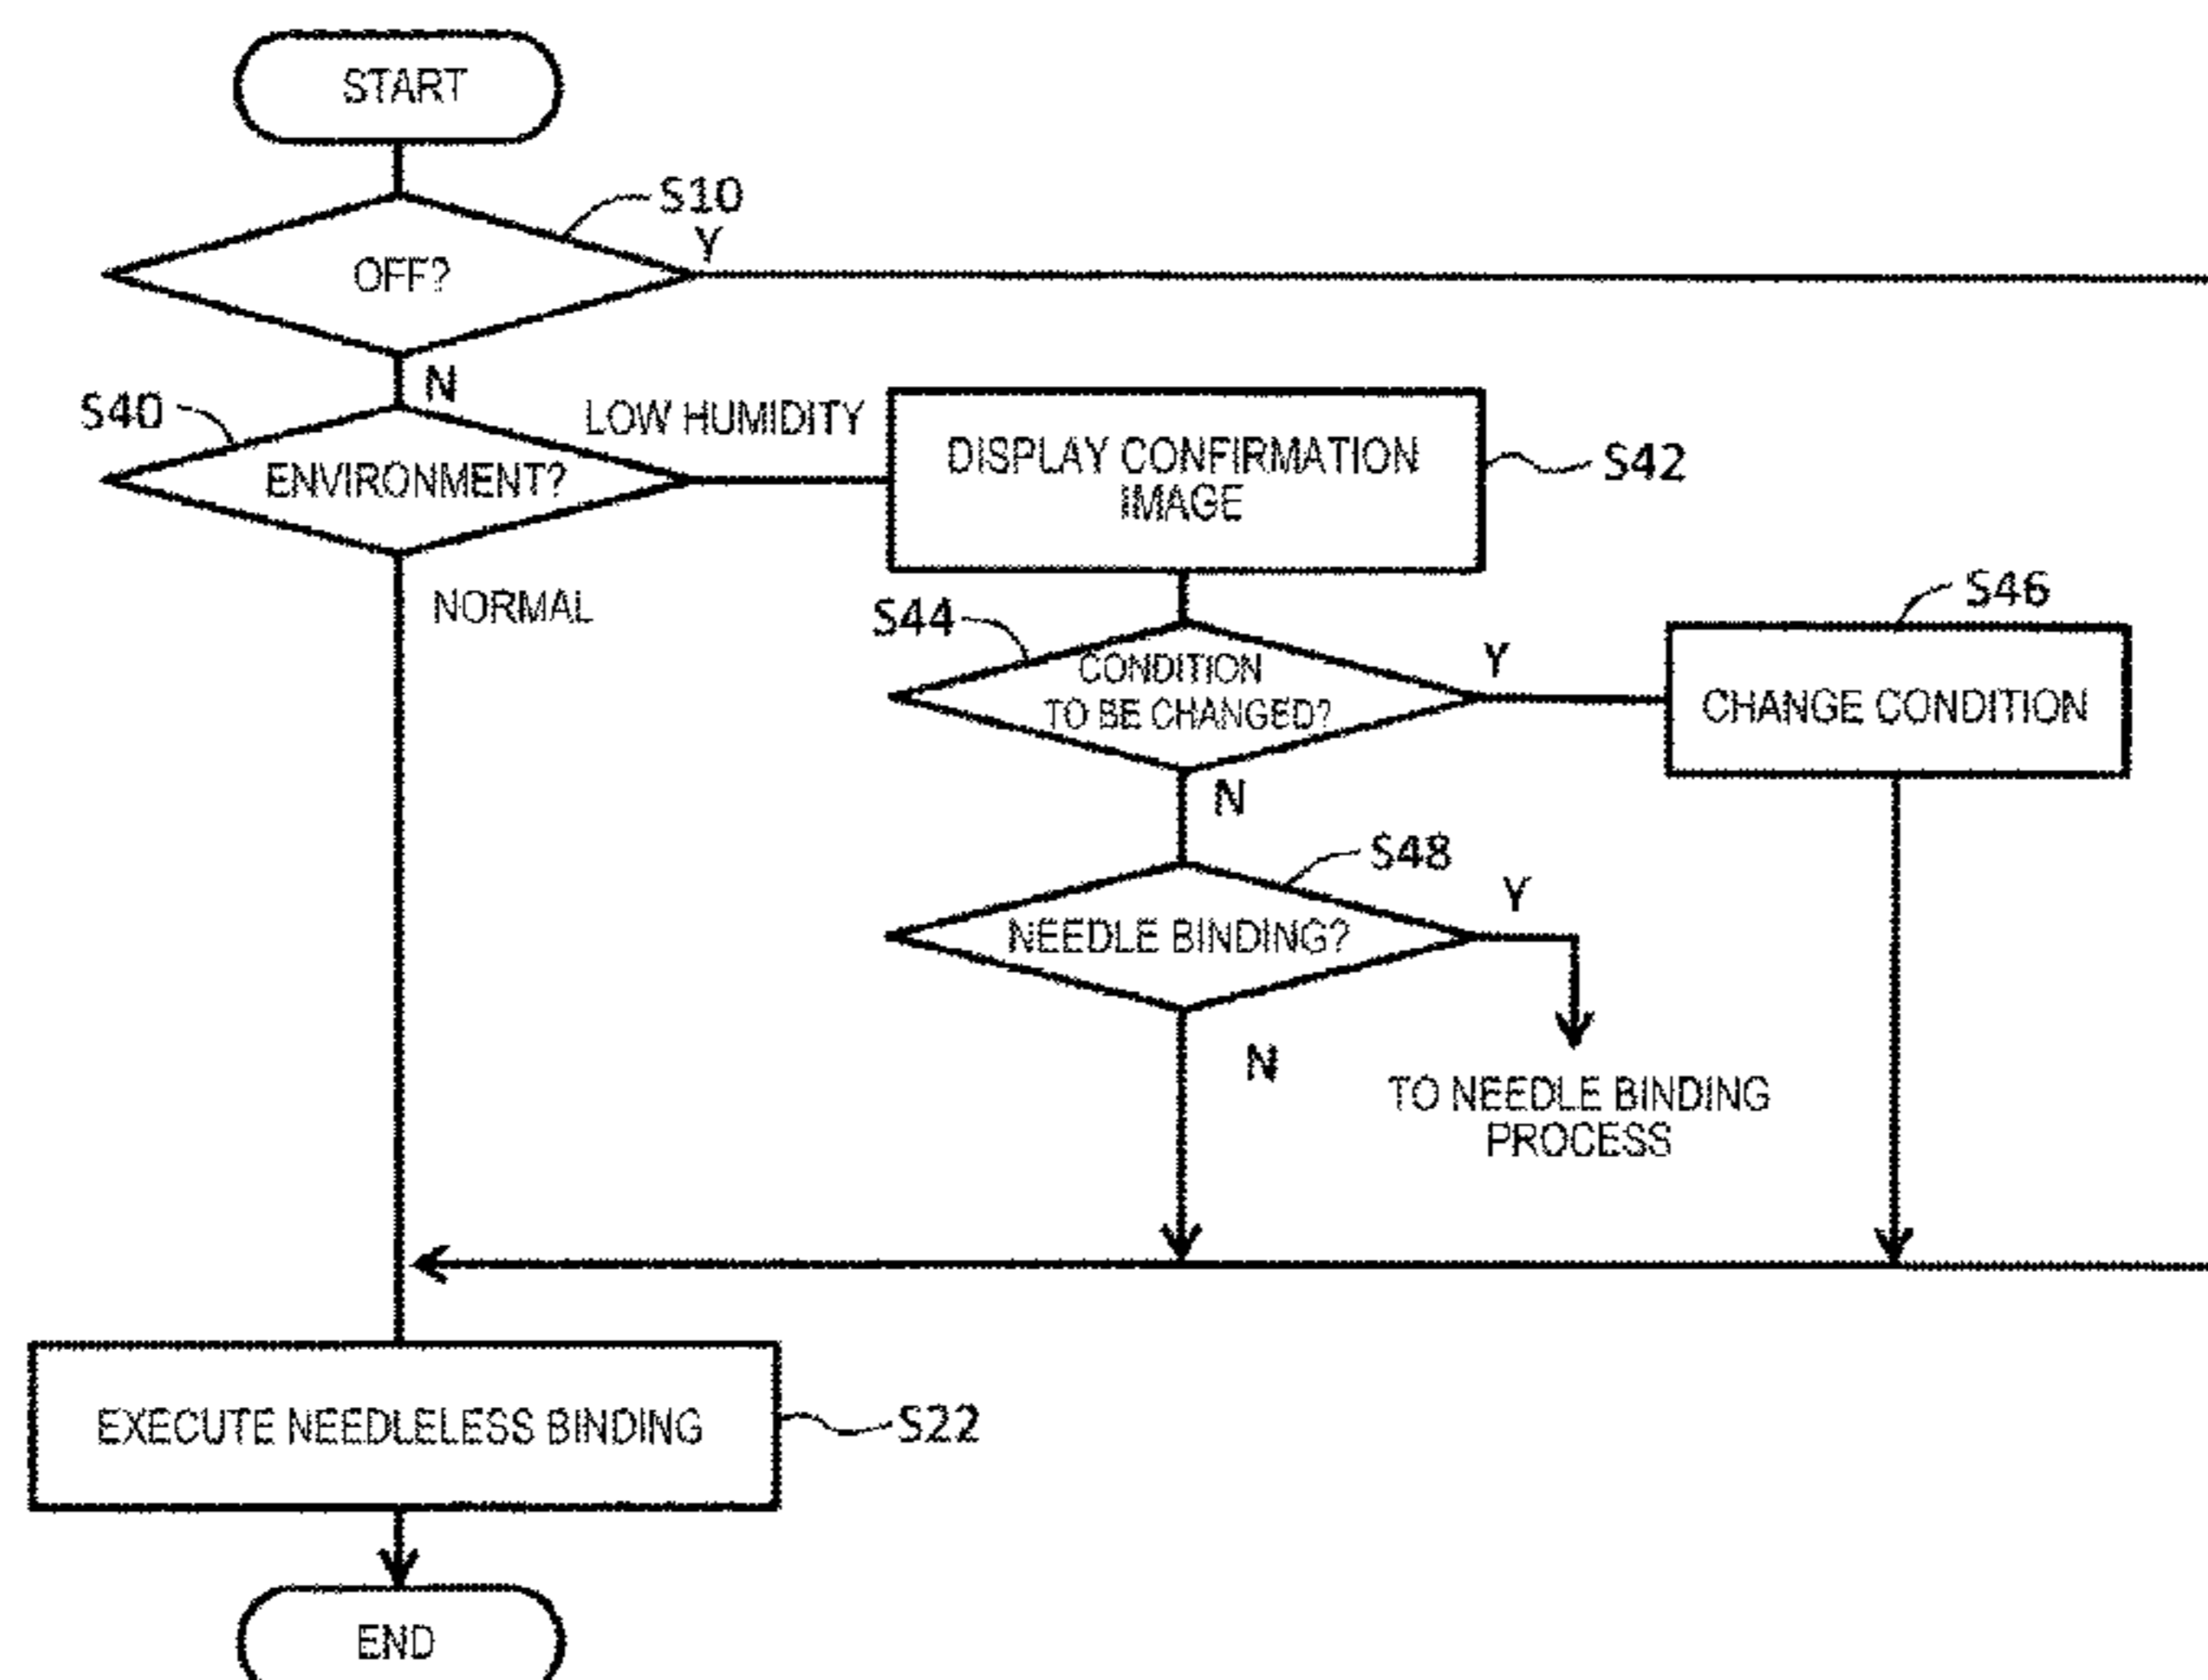 START
S10
Y
OFF?
N
S40
LOW HUMIDITY
ENVIRONMENT?
DISPLAY CONFIRMATION
IMAGE
S42
NORMAL
S44
CONDITION
TO BE CHANGED?
Y
S46
CHANGE CONDITION
N
S48
NEEDLE BINDING?
Y
N
TO NEEDLE BINDING
PROCESS
EXECUTE NEEDLELESS BINDING
S22
END